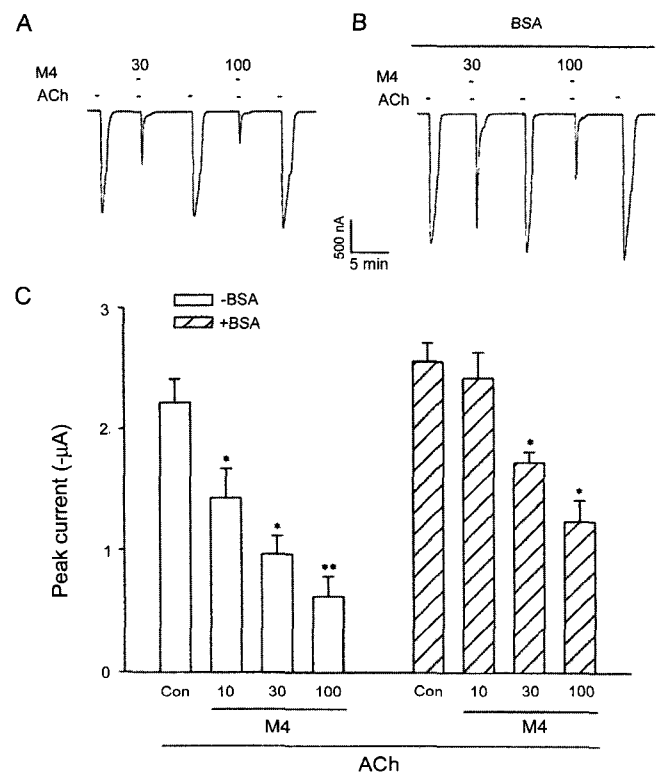 A
30 100
M4
ACh
B
BSA
30 100
M4
ACh
500 nA
5 min
C
-BSA
+BSA
Peak current (-μA)
3
2
1
0
* * **
* *
Con 10 30 100 Con 10 30 100
M4 M4
ACh